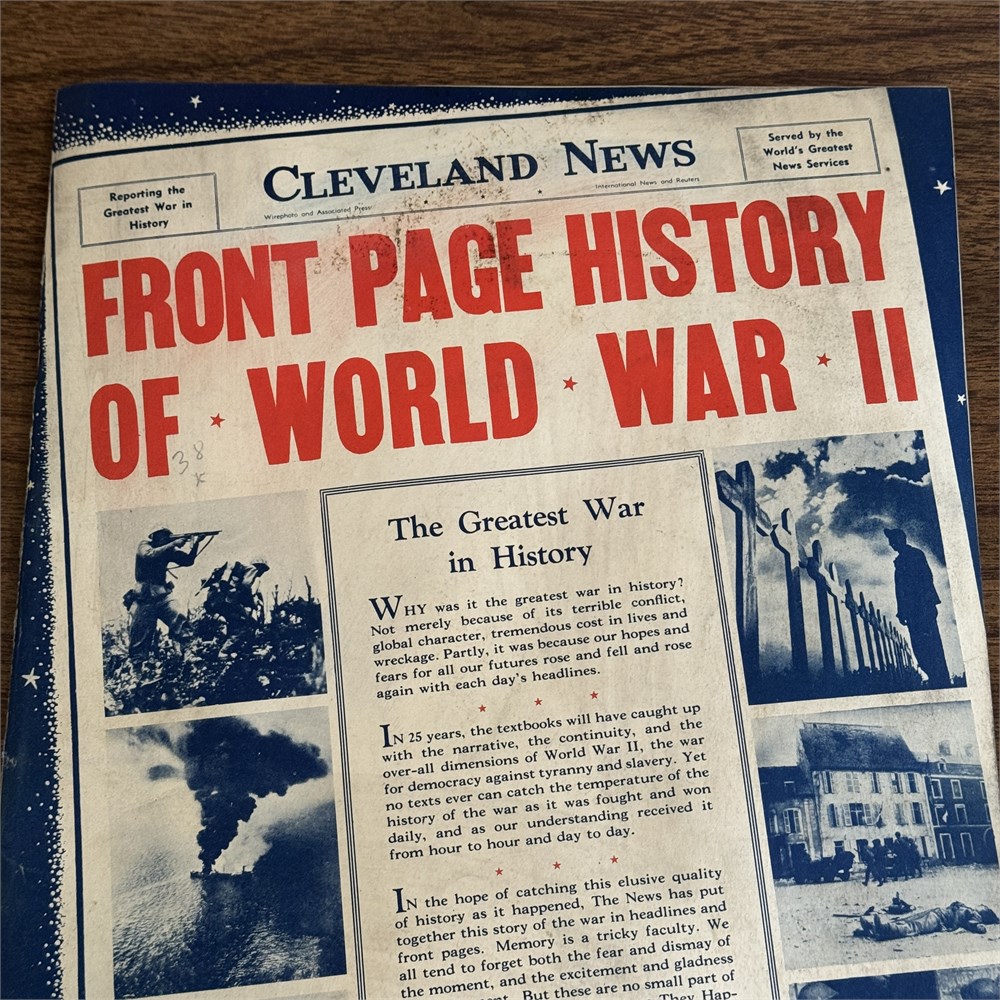 Reporting the
Greatest War in
History
CLEVELAND NEWS
Wirephoto and Associated Press
International News and Reuters
Served by the
World's Greatest
News Services
FRONT PAGE HISTORY
OF WORLD WAR II
38
The Greatest War
in History
WHY was it the greatest war in history?
Not merely because of its terrible conflict,
global character, tremendous cost in lives and
wreckage. Partly, it was because our hopes and
fears for all our futures rose and fell and rose
again with each day's headlines.
IN 25 years, the textbooks will have caught up
with the narrative, the continuity, and the
over-all dimensions of World War II, the war
for democracy against tyranny and slavery. Yet
no texts ever can catch the temperature of the
history of the war as it was fought and won
daily, and as our understanding received it
from hour to hour and day to day.
IN the hope of catching this elusive quality
of history as it happened, The News has put
together this story of the war in headlines and
front pages. Memory is a tricky faculty. We
all tend to forget both the fear and dismay of
the moment, and the excitement and gladness
But these are no small part of
They Hap-